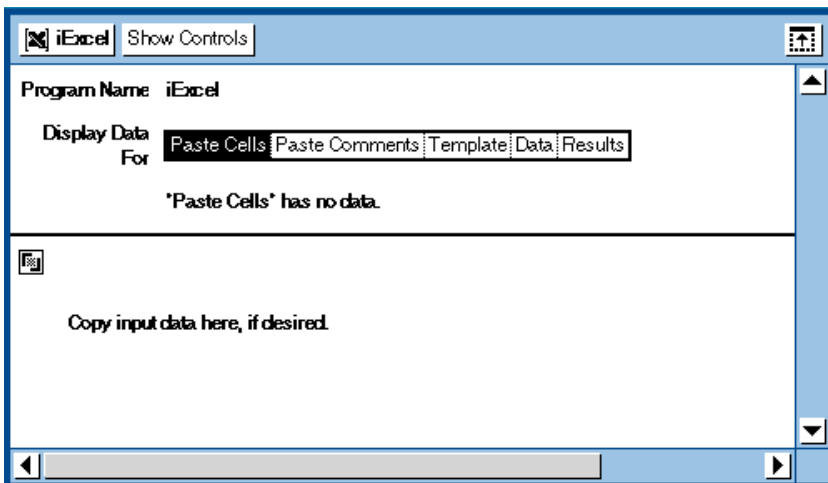 iExcel Show Controls
Program Name iExcel
Display Data
For Paste Cells Paste Comments Template Data Results
"Paste Cells" has no data.
Copy input data here, if desired.